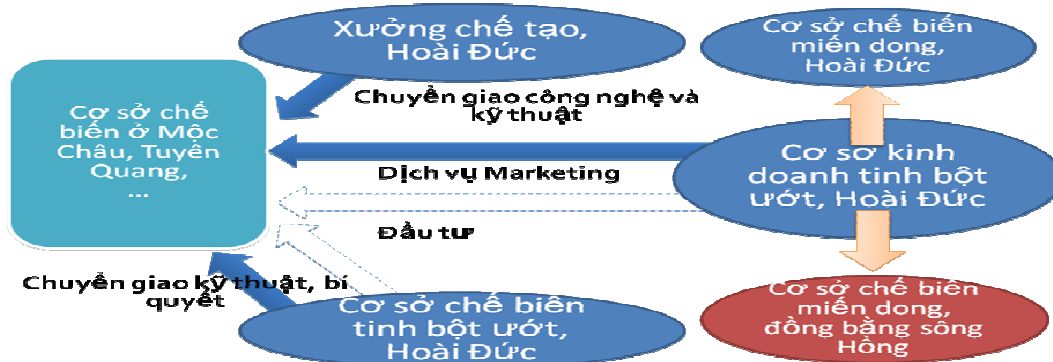 Xưởng chế tạo,
Hoài Đức
Cơ sở chế biến
miến dong,
Hoài Đức
Chuyển giao công nghệ và
kỹ thuật
Cơ sở chế
biến ở Mộc
Châu, Tuyên
Quang,
...
Cơ sở kinh
doanh tinh bột
ướt, Hoài Đức
Dịch vụ Marketing
Đầu tư
Chuyển giao kỹ thuật, bí
quyết
Cơ sở chế biến
tinh bột ướt,
Hoài Đức
Cơ sở chế biến
miến dong,
đồng bằng sông
Hồng